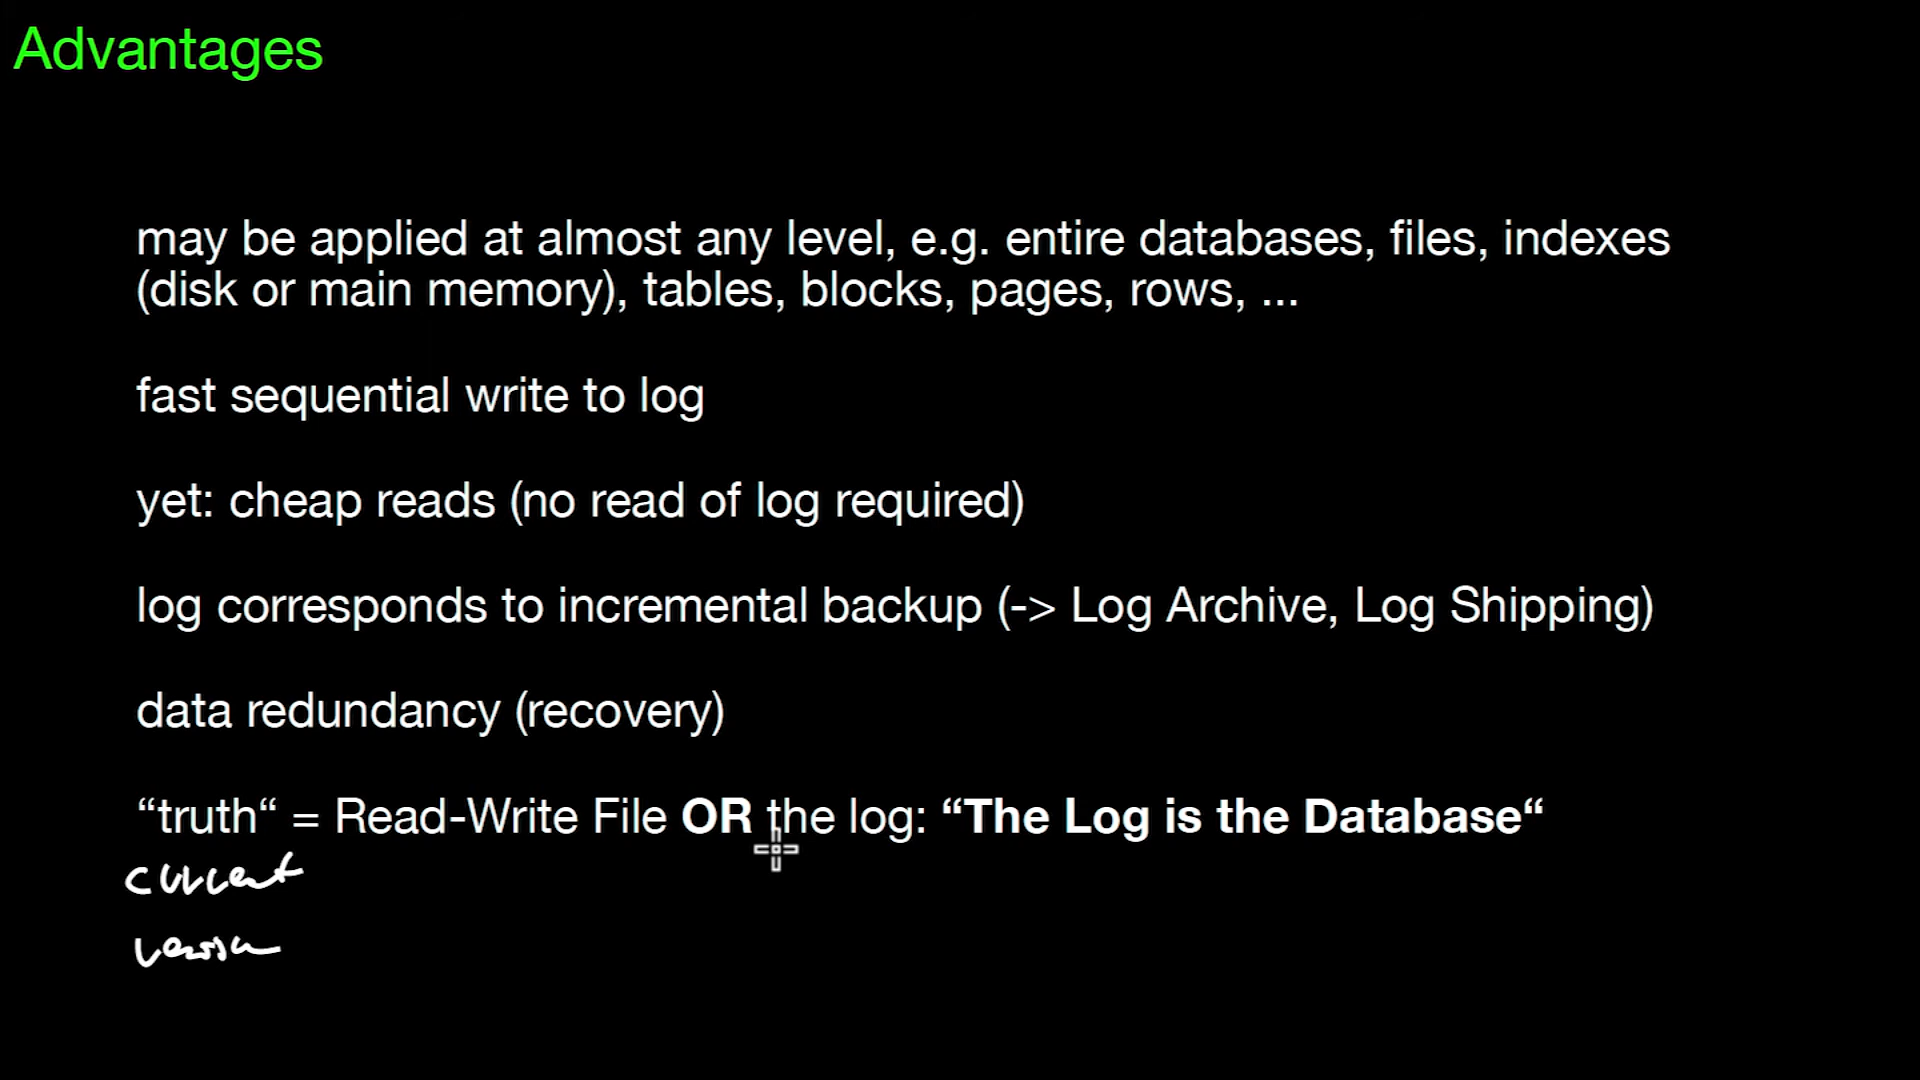 Advantages
may be applied at almost any level, e.g. entire databases, files, indexes
(disk or main memory), tables, blocks, pages, rows, ...
fast sequential write to log
yet: cheap reads (no read of log required)
log corresponds to incremental backup (-> Log Archive, Log Shipping)
data redundancy (recovery)
“truth“ = Read-Write File OR the log: “The Log is the Database“
current
version